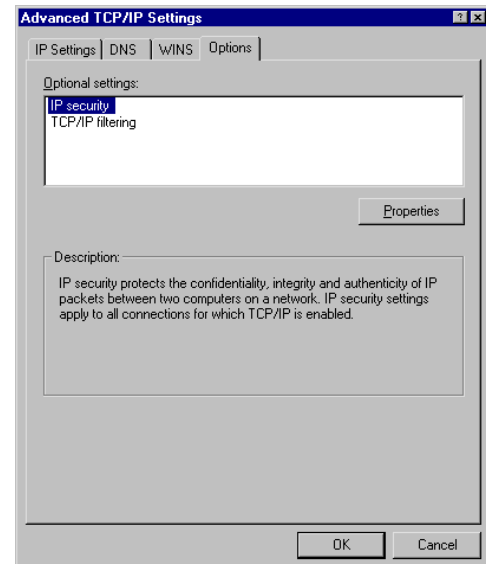 Advanced TCP/IP Settings
IP Settings DNS WINS Options
Optional settings:
IP security
TCP/IP filtering
Properties
Description:
IP security protects the confidentiality, integrity and authenticity of IP
packets between two computers on a network. IP security settings
apply to all connections for which TCP/IP is enabled.
OK Cancel